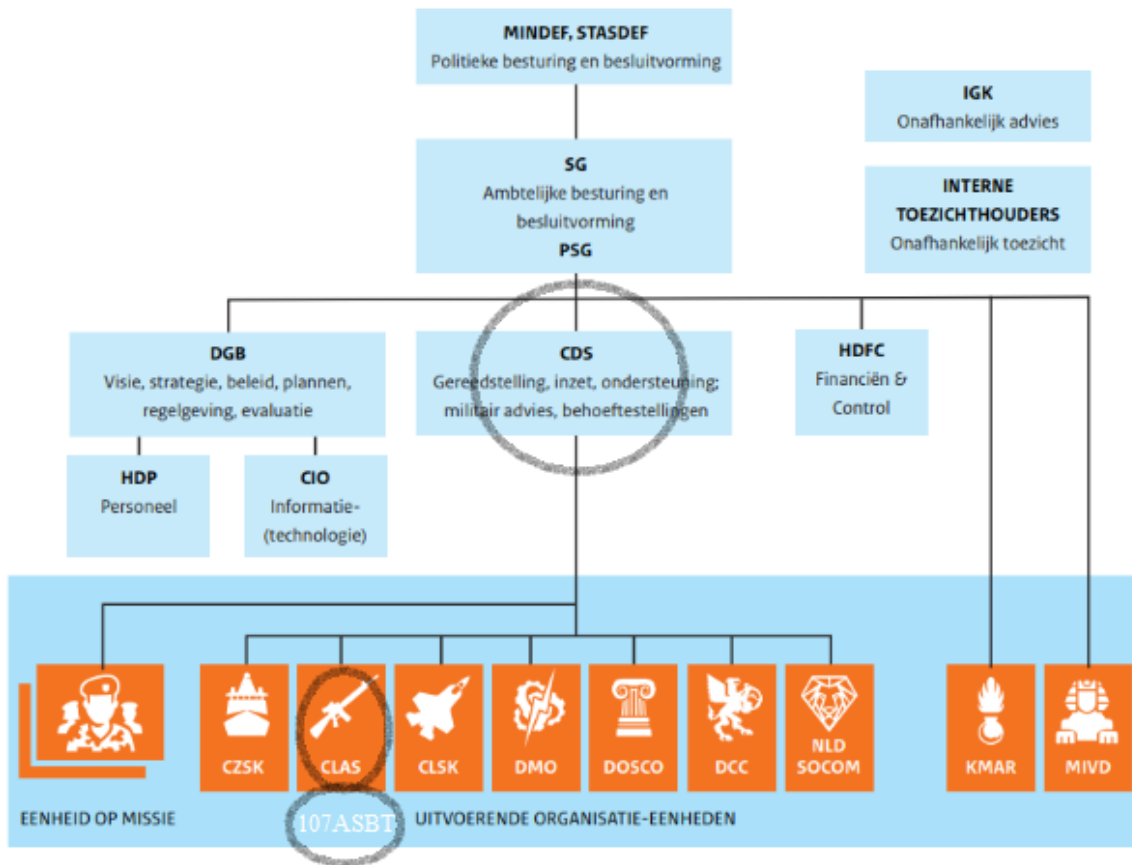 MINDEF, STASDEF
Politieke besturing en besluitvorming
IGK
Onafhankelijk advies
SG
Ambtelijke besturing en
besluitvorming
PSG
INTERNE
TOEZICHTHOUDERS
Onafhankelijk toezicht
DGB
Visie, strategie, beleid, plannen,
regelgeving, evaluatie
CDS
Gereedstelling, inzet, ondersteuning;
militair advies, behoeftestellingen
HDFC
Financiën &
Control
HDP
Personeel
CIO
Informatie-
(technologie)
CZSK
CLAS
CLSK
DMO
DOSCO
DCC
NLD
SOCOM
KMAR
MIVD
EENHEID OP MISSIE
107ASBT
UITVOERENDE ORGANISATIE-EENHEDEN